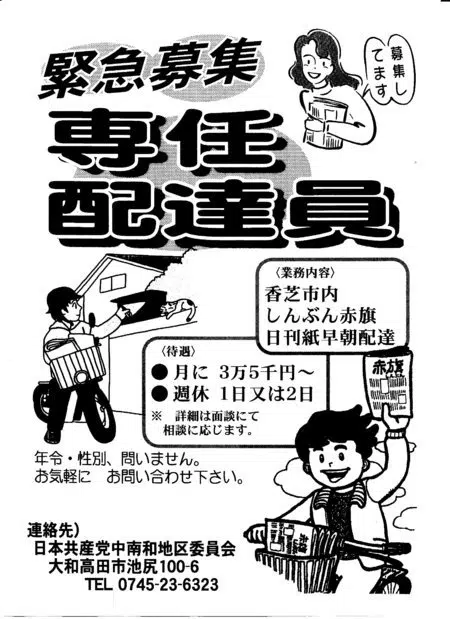 緊急募集
募集し
てます
専任
配達員
〈業務内容〉
香芝市内
しんぶん赤旗
日刊紙早朝配達
〈待遇〉
● 月に 3万5千円〜
● 週休 1日又は2日
※ 詳細は面談にて
相談に応じます。
赤旗
年令・性別、問いません。
お気軽に お問い合わせ下さい。
連絡先)
日本共産党中南和地区委員会
大和高田市池尻100-6
TEL 0745-23-6323